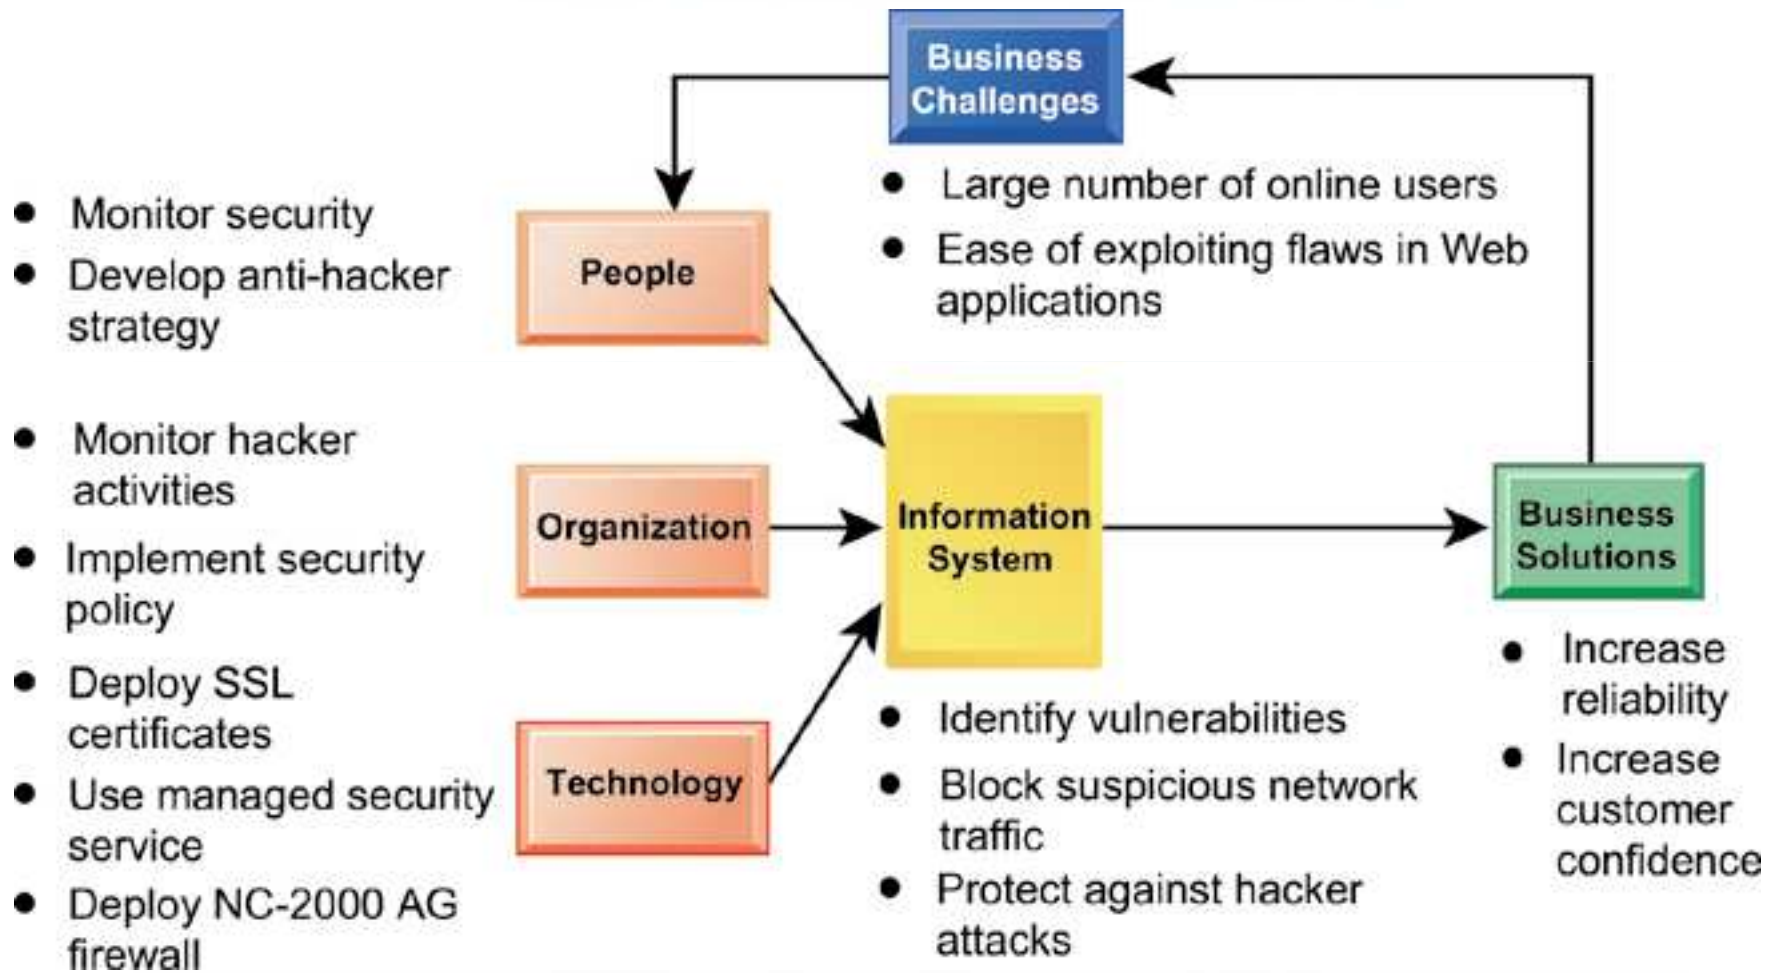 Business
Challenges
• Large number of online users
• Ease of exploiting flaws in Web
applications
• Monitor security
• Develop anti-hacker
strategy
People
• Monitor hacker
activities
• Implement security
policy
Organization
Information
System
Business
Solutions
• Deploy SSL
certificates
• Use managed security
service
• Deploy NC-2000 AG
firewall
Technology
• Identify vulnerabilities
• Block suspicious network
traffic
• Protect against hacker
attacks
• Increase
reliability
• Increase
customer
confidence